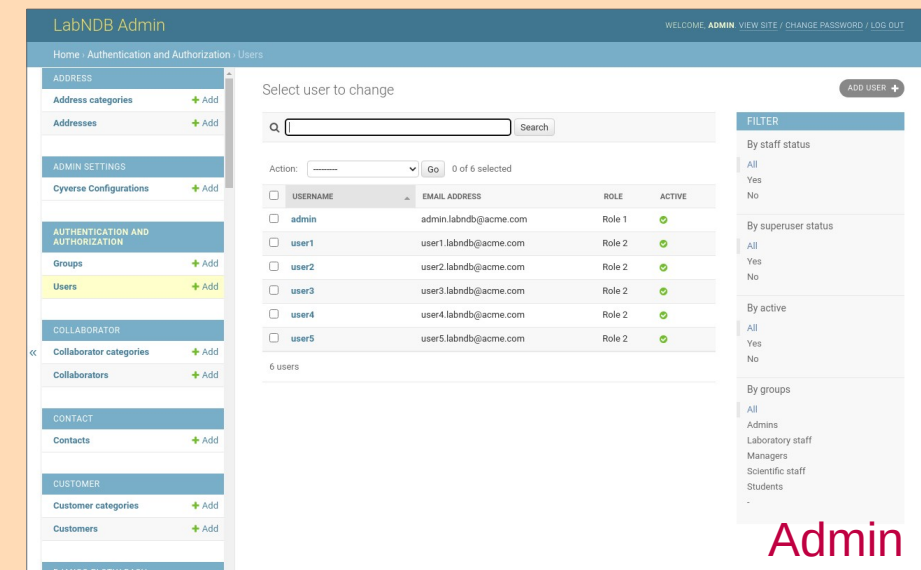 LabNDB Admin
WELCOME, ADMIN. VIEW SITE / CHANGE PASSWORD / LOG OUT
Home › Authentication and Authorization › Users
ADDRESS
Address categories + Add
Addresses + Add
ADMIN SETTINGS
Cyverse Configurations + Add
AUTHENTICATION AND
AUTHORIZATION
Groups + Add
Users + Add
COLLABORATOR
«
Collaborator categories + Add
Collaborators + Add
CONTACT
Contacts + Add
CUSTOMER
Customer categories + Add
Customers + Add
Select user to change
ADD USER +
Search
Action: --------- Go 0 of 6 selected
USERNAME EMAIL ADDRESS ROLE ACTIVE
admin admin.labndb@acme.com Role 1
user1 user1.labndb@acme.com Role 2
user2 user2.labndb@acme.com Role 2
user3 user3.labndb@acme.com Role 2
user4 user4.labndb@acme.com Role 2
user5 user5.labndb@acme.com Role 2
6 users
FILTER
By staff status
All
Yes
No
By superuser status
All
Yes
No
By active
All
Yes
No
By groups
All
Admins
Laboratory staff
Managers
Scientific staff
Students
-
Admin